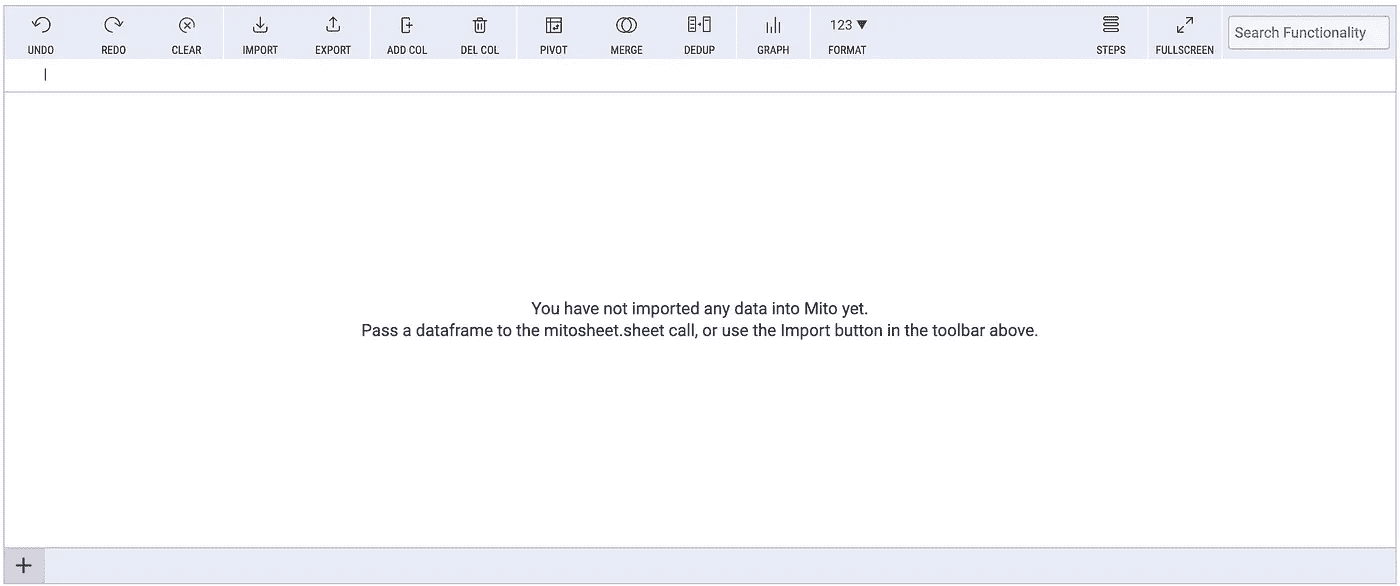 123 ▼
UNDO REDO CLEAR IMPORT EXPORT ADD COL DEL COL PIVOT MERGE DEDUP GRAPH FORMAT STEPS FULLSCREEN Search Functionality
You have not imported any data into Mito yet.
Pass a dataframe to the mitosheet.sheet call, or use the Import button in the toolbar above.
+